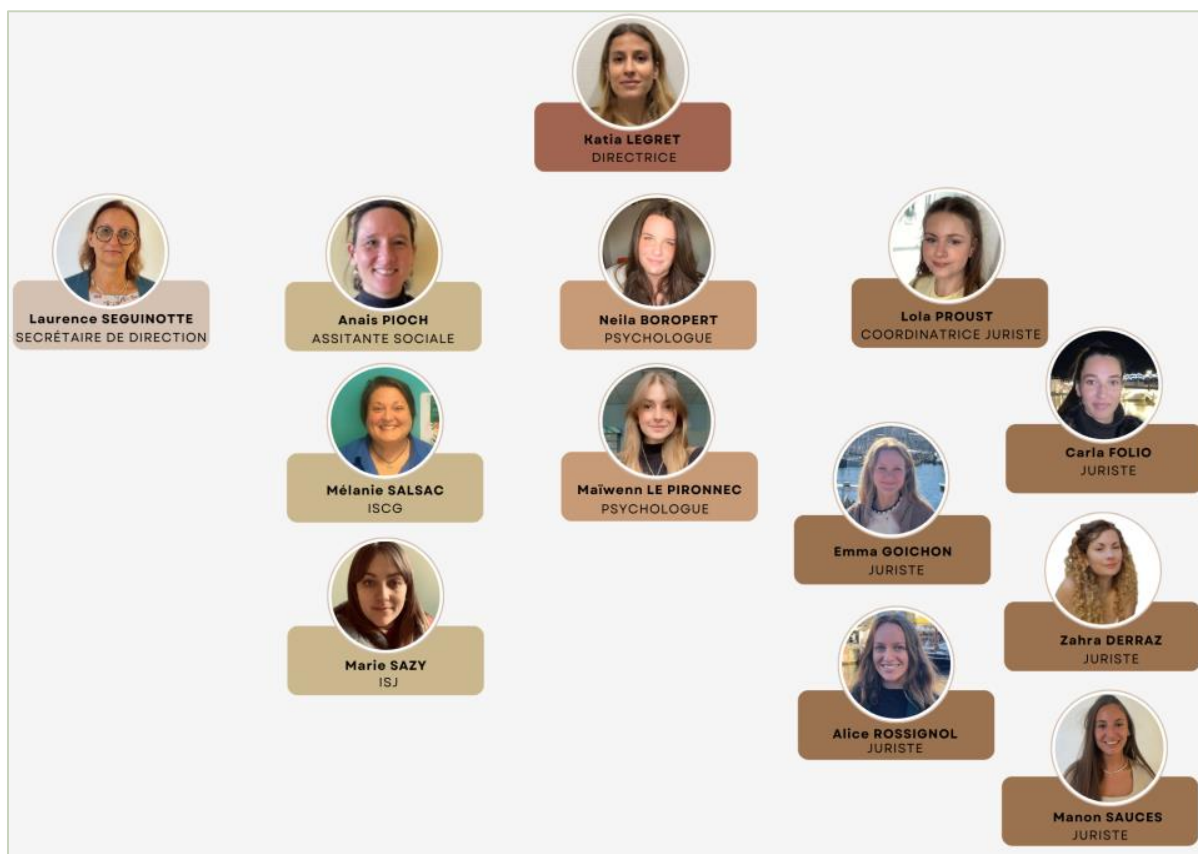 Katia LEGRET
DIRECTRICE
Laurence SEGUINOTTE
SECRÉTAIRE DE DIRECTION
Anais PIOCH
ASSITANTE SOCIALE
Neila BOROPERT
PSYCHOLOGUE
Lola PROUST
COORDINATRICE JURISTE
Mélanie SALSAC
ISCG
Maïwenn LE PIRONNEC
PSYCHOLOGUE
Carla FOLIO
JURISTE
Emma GOICHON
JURISTE
Marie SAZY
ISJ
Zahra DERRAZ
JURISTE
Alice ROSSIGNOL
JURISTE
Manon SAUCES
JURISTE